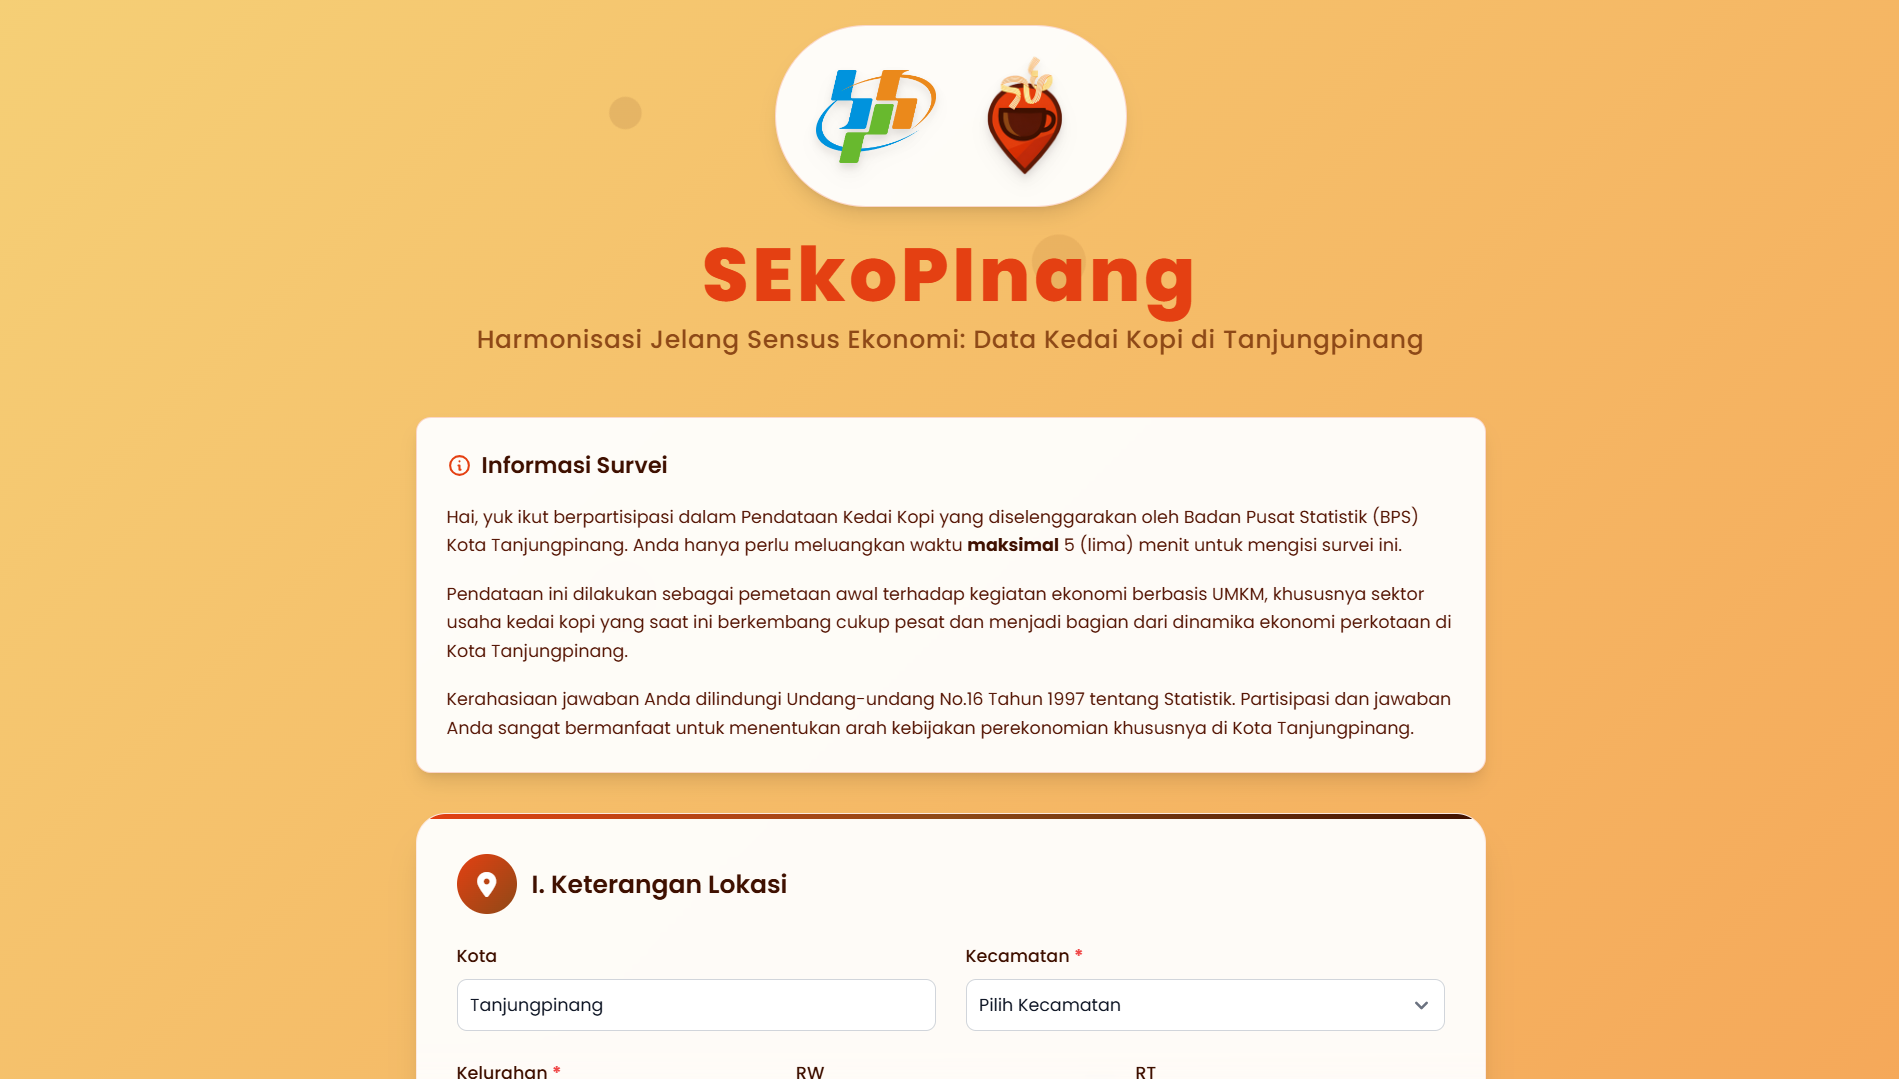 SEkoPInang
Harmonisasi Jelang Sensus Ekonomi: Data Kedai Kopi di Tanjungpinang
Informasi Survei
Hai, yuk ikut berpartisipasi dalam Pendataan Kedai Kopi yang diselenggarakan oleh Badan Pusat Statistik (BPS)
Kota Tanjungpinang. Anda hanya perlu meluangkan waktu maksimal 5 (lima) menit untuk mengisi survei ini.
Pendataan ini dilakukan sebagai pemetaan awal terhadap kegiatan ekonomi berbasis UMKM, khususnya sektor
usaha kedai kopi yang saat ini berkembang cukup pesat dan menjadi bagian dari dinamika ekonomi perkotaan di
Kota Tanjungpinang.
Kerahasiaan jawaban Anda dilindungi Undang-undang No.16 Tahun 1997 tentang Statistik. Partisipasi dan jawaban
Anda sangat bermanfaat untuk menentukan arah kebijakan perekonomian khususnya di Kota Tanjungpinang.
I. Keterangan Lokasi
Kota
Kecamatan *
Tanjungpinang
Pilih Kecamatan
Kelurahan *
RW
RT